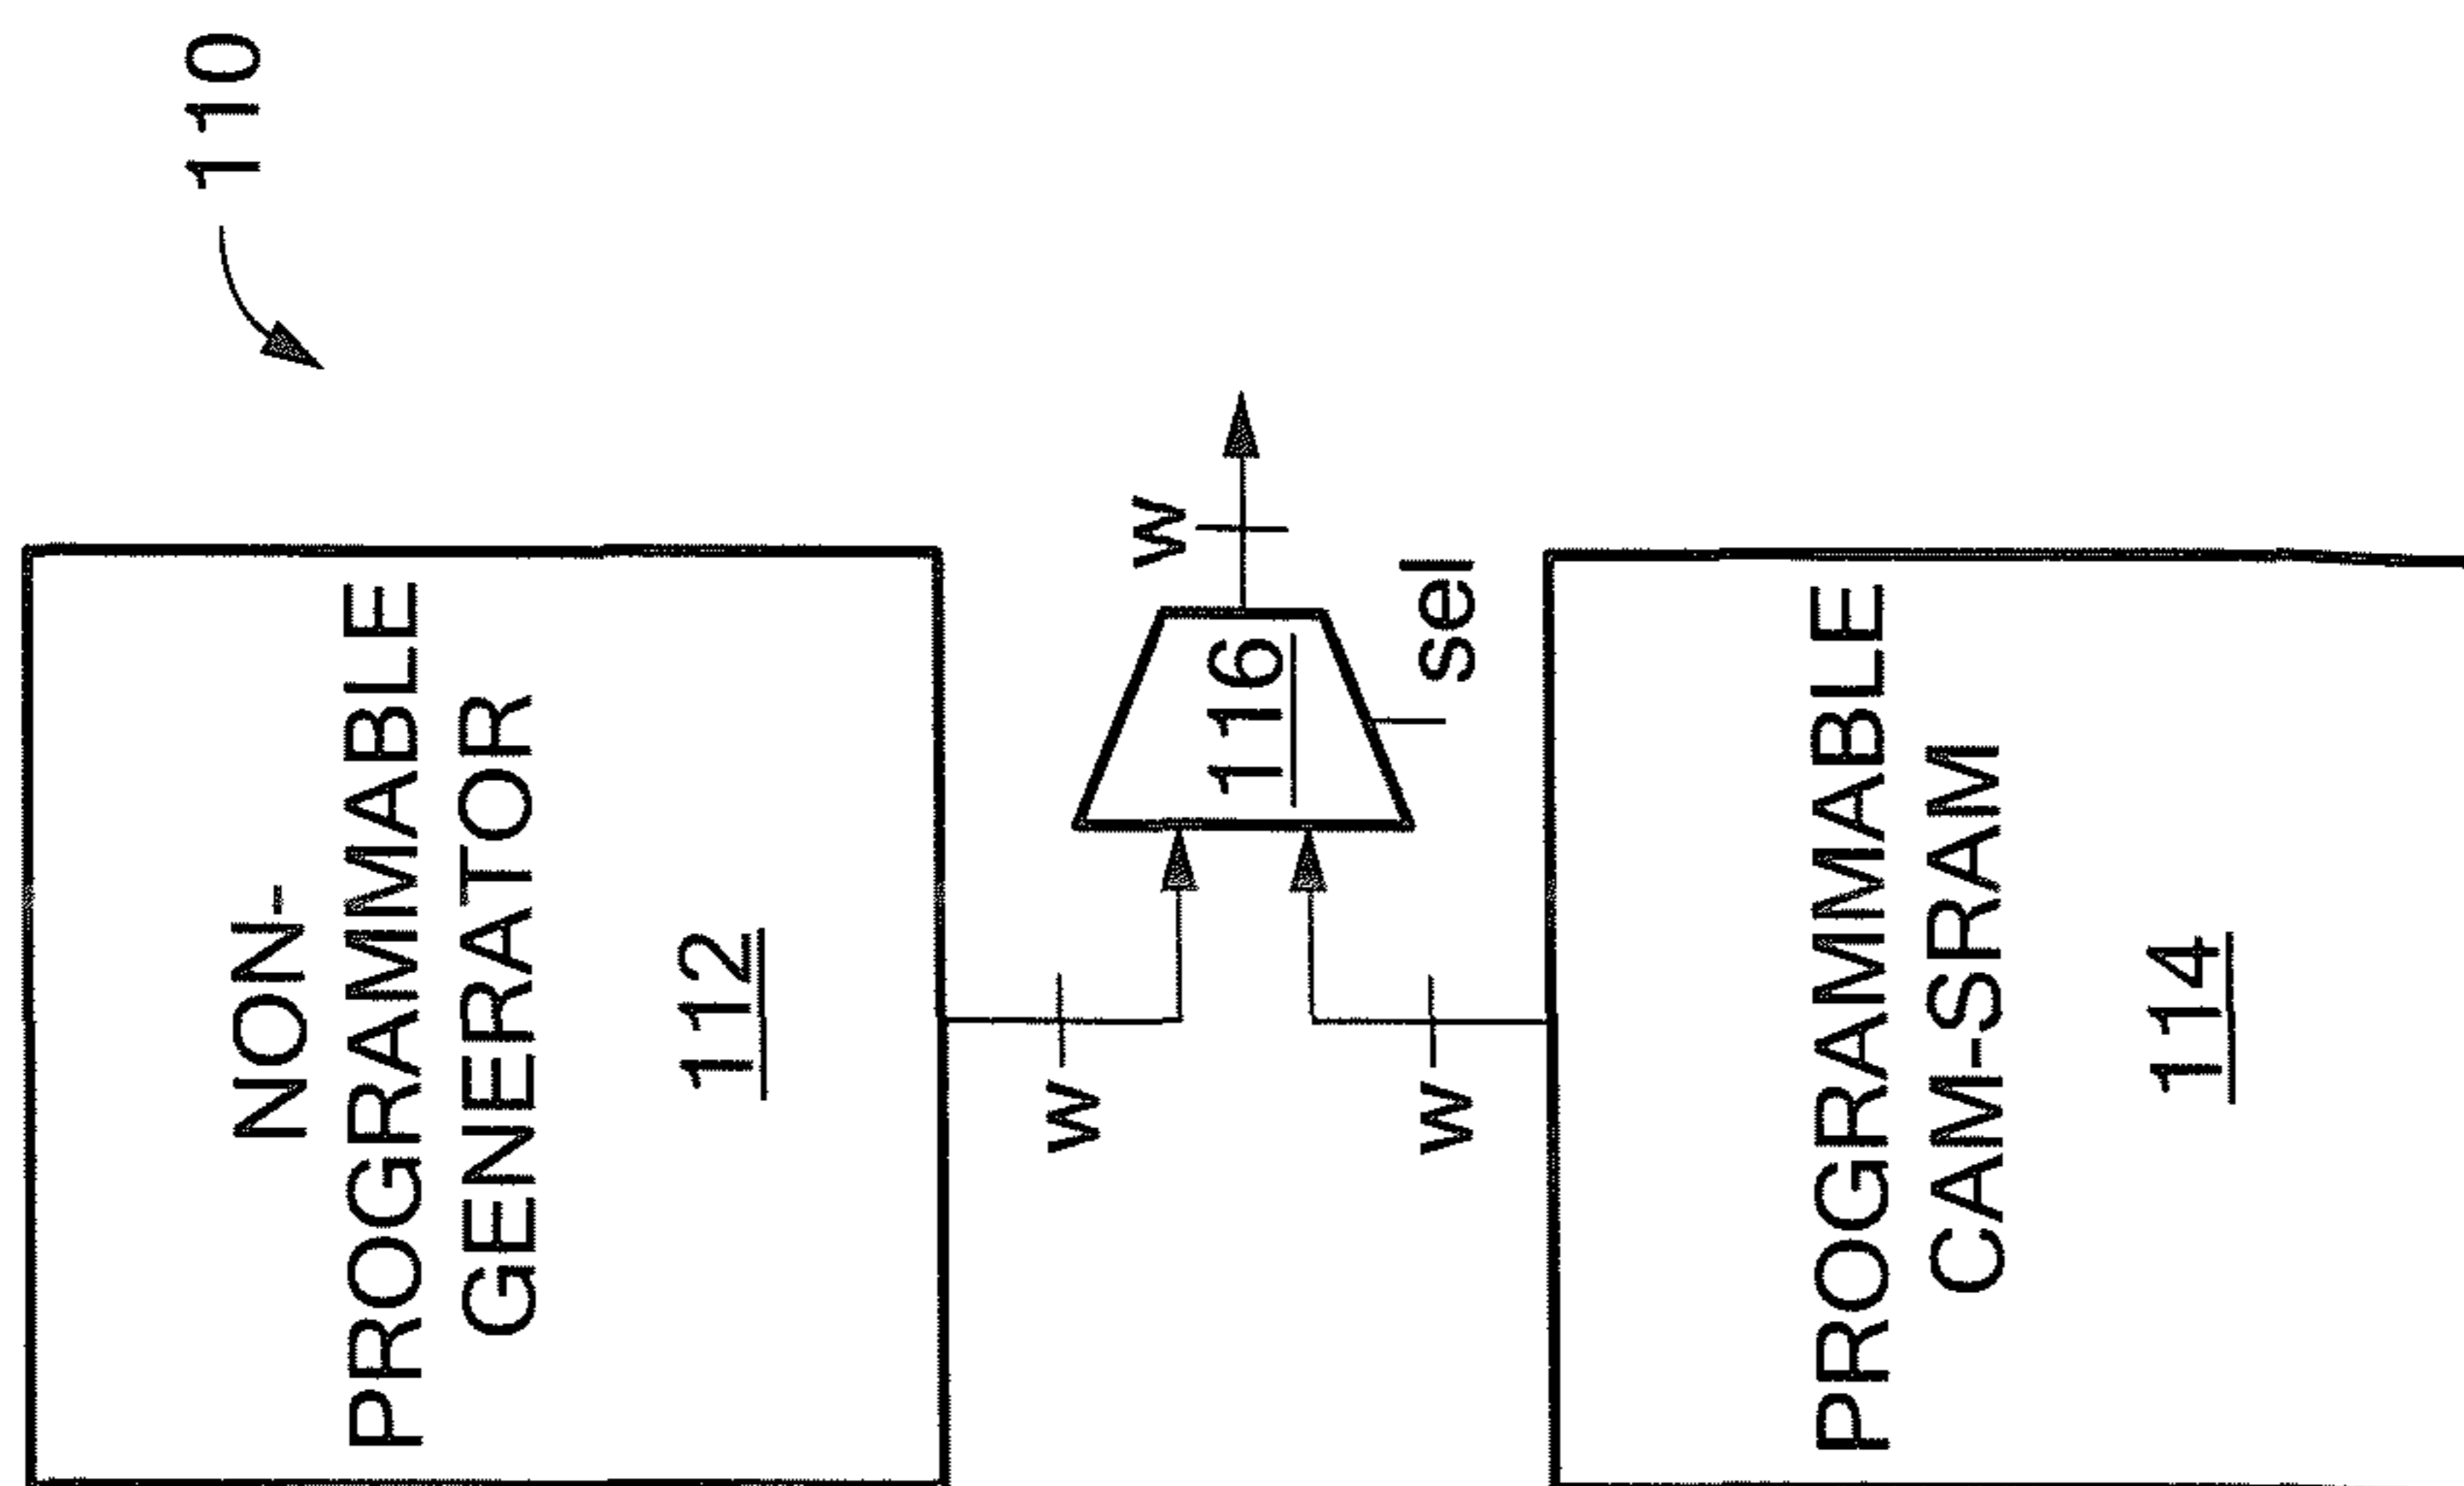 110
NON-
PROGRAMMABLE
GENERATOR
112
w
w
116
w
sel
PROGRAMMABLE
CAM-SRAM
114